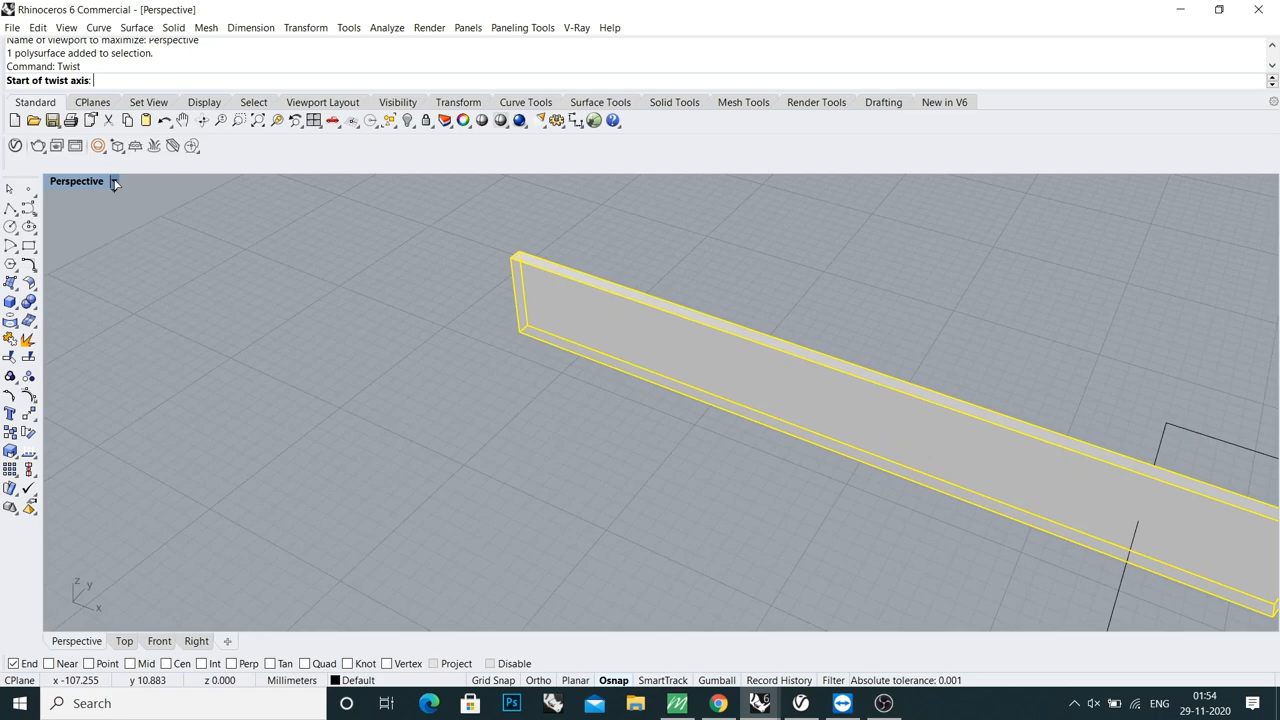 Rhinoceros 6 Commercial - [Perspective]
File Edit View Curve Surface Solid Mesh Dimension Transform Tools Analyze Render Panels Paneling Tools V-Ray Help
Name of viewport to maximize: Perspective
1 polysurface added to selection.
Command: Twist
Start of twist axis:
Standard CPlanes Set View Display Select Viewport Layout Visibility Transform Curve Tools Surface Tools Solid Tools Mesh Tools Render Tools Drafting New in V6
Perspective
z
y
x
Perspective Top Front Right
End Near Point Mid Cen Int Perp Tan Quad Knot Vertex Project Disable
CPlane x -107.255 y 10.883 z 0.000 Millimeters Default Grid Snap Ortho Planar Osnap SmartTrack Gumball Record History Filter Absolute tolerance: 0.001
Search Ps 6 ENG 01:54
29-11-2020